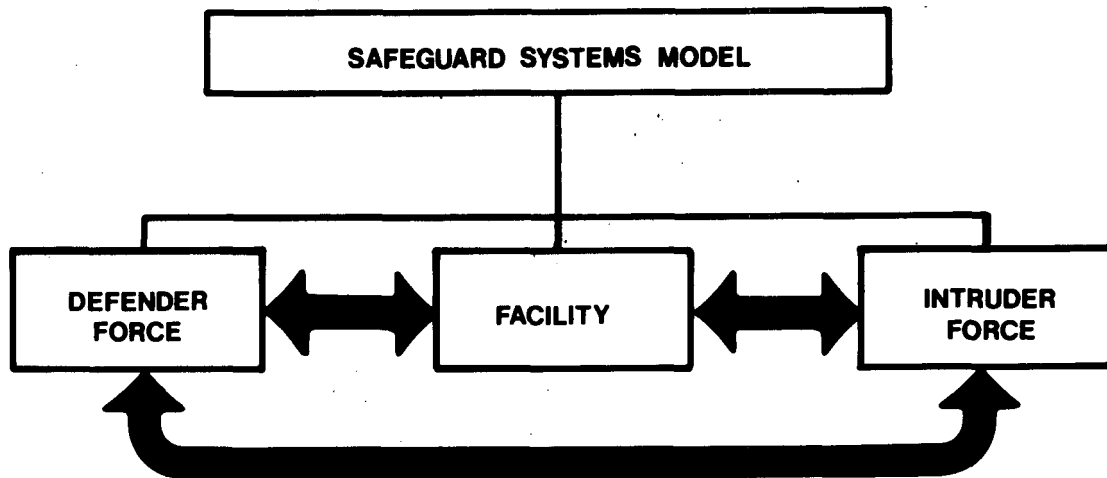 SAFEGUARD SYSTEMS MODEL
DEFENDER
FORCE
FACILITY
INTRUDER
FORCE